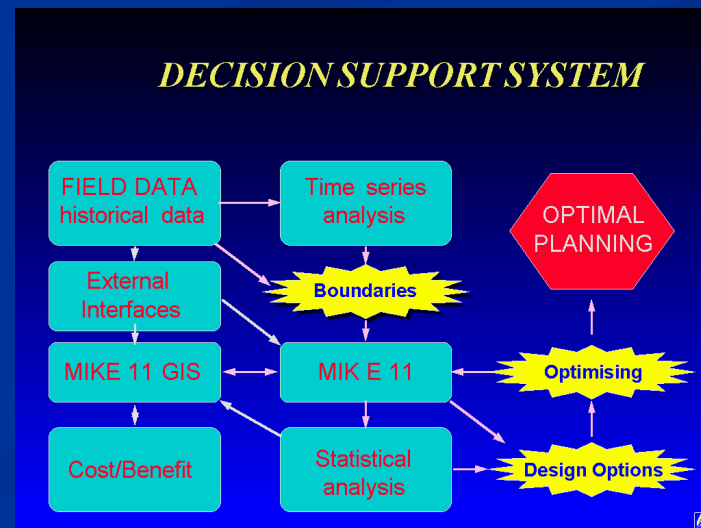 DECISION SUPPORT SYSTEM
FIELD DATA
historical data
Time series
analysis
OPTIMAL
PLANNING
External
Interfaces
Boundaries
MIKE 11 GIS
MIK E 11
Optimising
Cost/Benefit
Statistical
analysis
Design Options